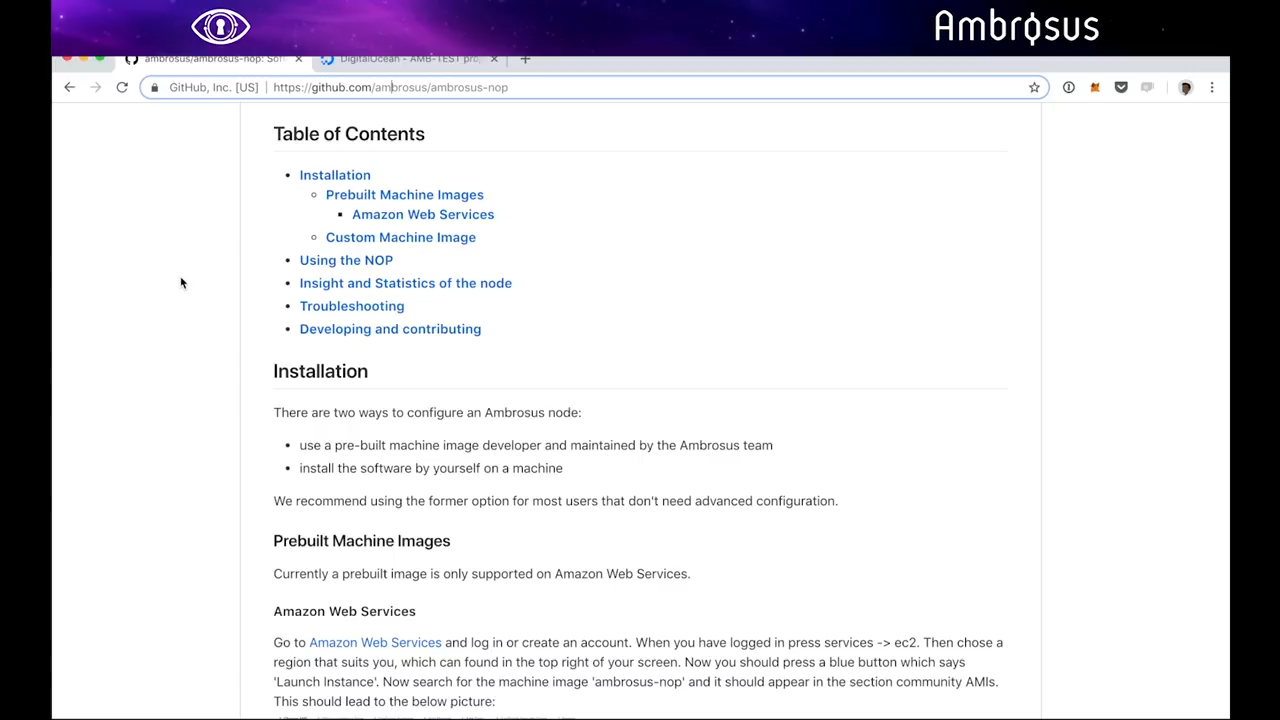 Ambrosus
ambrosus/ambrosus-nop: Soft
DigitalOcean - AMB-TEST pro
GitHub, Inc. [US] | https://github.com/ambrosus/ambrosus-nop
Table of Contents
Installation
Prebuilt Machine Images
Amazon Web Services
Custom Machine Image
Using the NOP
Insight and Statistics of the node
Troubleshooting
Developing and contributing
Installation
There are two ways to configure an Ambrosus node:
use a pre-built machine image developer and maintained by the Ambrosus team
install the software by yourself on a machine
We recommend using the former option for most users that don't need advanced configuration.
Prebuilt Machine Images
Currently a prebuilt image is only supported on Amazon Web Services.
Amazon Web Services
Go to Amazon Web Services and log in or create an account. When you have logged in press services -> ec2. Then chose a
region that suits you, which can found in the top right of your screen. Now you should press a blue button which says
'Launch Instance'. Now search for the machine image 'ambrosus-nop' and it should appear in the section community AMIs.
This should lead to the below picture: